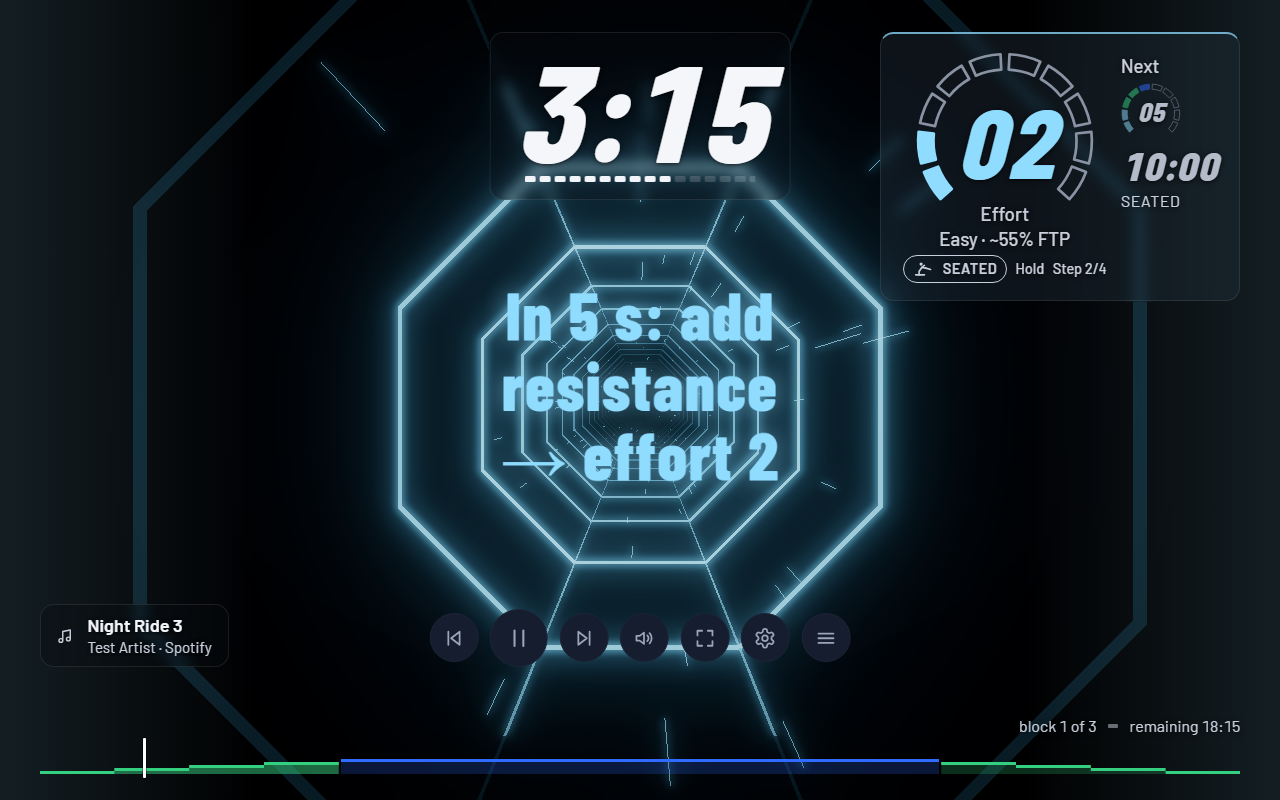 3:15
02
Effort
Easy · ~55% FTP
SEATED Hold Step 2/4
Next
05
10:00
SEATED
In 5 s: add
resistance
→ effort 2
Night Ride 3
Test Artist · Spotify
block 1 of 3 – remaining 18:15